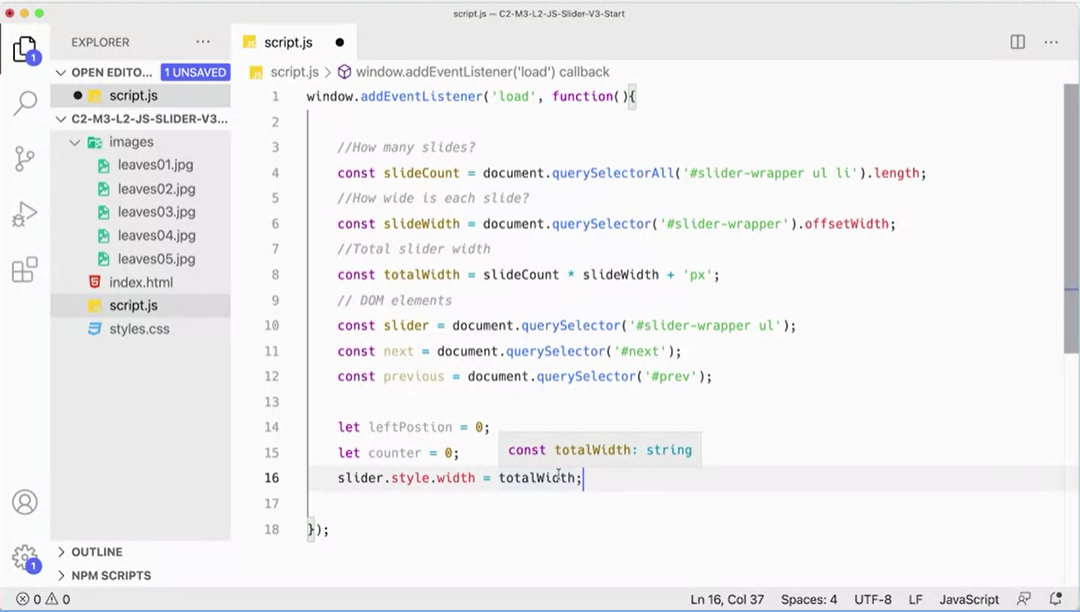 script.js — C2-M3-L2-JS-Slider-V3-Start
EXPLORER ···
JS script.js ●
OPEN EDITO... 1 UNSAVED
● JS script.js
C2-M3-L2-JS-SLIDER-V3...
images
leaves01.jpg
leaves02.jpg
leaves03.jpg
leaves04.jpg
leaves05.jpg
index.html
script.js
styles.css
OUTLINE
NPM SCRIPTS
1
1
script.js > window.addEventListener('load') callback
1 window.addEventListener('load', function(){
2
3 //How many slides?
4 const slideCount = document.querySelectorAll('#slider-wrapper ul li').length;
5 //How wide is each slide?
6 const slideWidth = document.querySelector('#slider-wrapper').offsetWidth;
7 //Total slider width
8 const totalWidth = slideCount * slideWidth + 'px';
9 // DOM elements
10 const slider = document.querySelector('#slider-wrapper ul');
11 const next = document.querySelector('#next');
12 const previous = document.querySelector('#prev');
13
14 let leftPostion = 0;
15 let counter = 0;
const totalWidth: string
16 slider.style.width = totalWidth;
17
18 });
0 0
Ln 16, Col 37 Spaces: 4 UTF-8 LF JavaScript